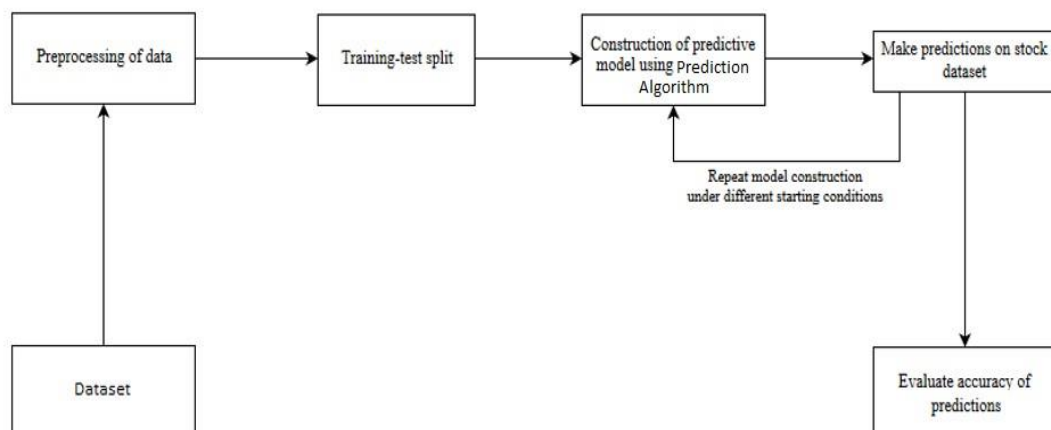 Preprocessing of data
Training-test split
Construction of predictive
model using Prediction
Algorithm
Make predictions on stock
dataset
Repeat model construction
under different starting conditions
Dataset
Evaluate accuracy of
predictions